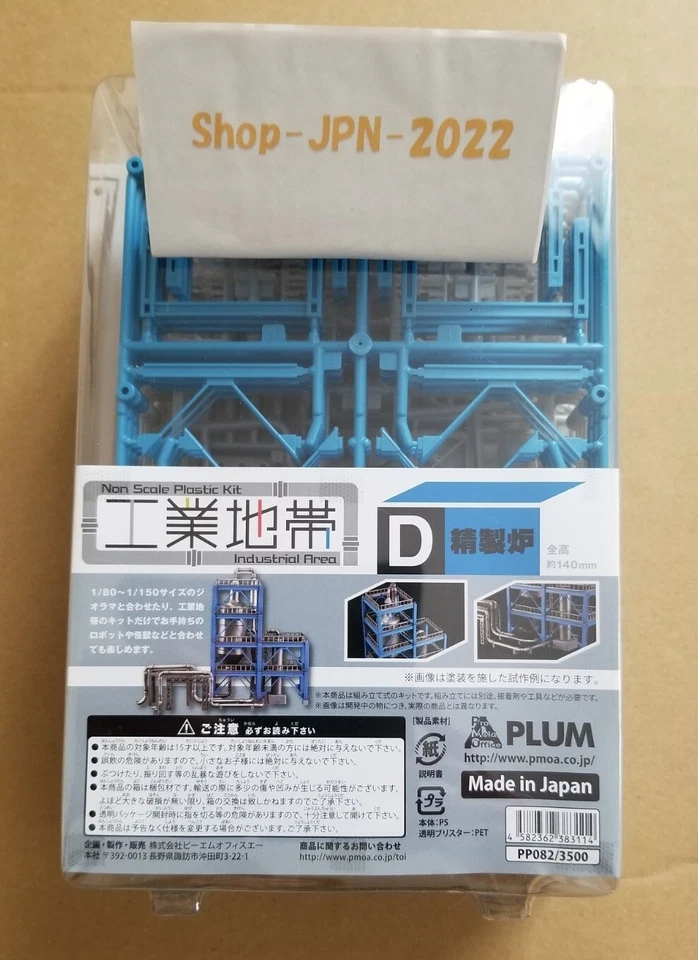 Shop-JPN-2022
Non Scale Plastic Kit
工業地帯
Industrial Area
D 精製炉
全高
約140mm
1/80～1/150サイズのジ
オラマと合わせたり、工業地
帯のキットだけでお手持ちの
ロボットや怪獣などと合わせ
ても楽しめます。
※画像は塗装を施した試作例になります。
※本商品は組み立て式のキットです。組み立てには別途、接着剤や工具などが必要です。
※画像は開発中の物につき、実際の商品とは異なります。
ご注意 必ずお読み下さい
●本商品の対象年齢は15才以上です。対象年齢未満の方には絶対に与えないで下さい。
●誤飲の危険がありますので、小さなお子様には絶対に与えないで下さい。
●ぶつけたり、振り回す等の乱暴な遊びをしないで下さい。
●本商品の箱は梱包材です。輸送の際に多少の傷や凹みが生じる可能性がございます。
よほど大きな破損が無い限り、箱の交換は致しかねますのでご了承下さい。
●透明パッケージ開封時に指を切る等の危険がありますので、十分注意して開けて下さい。
●本商品は予告なく仕様を変更する場合がございます。ご了承下さい。
企画・製作・販売 株式会社ピーエムオフィスエー
本社 〒392-0013 長野県諏訪市沖田町3-22-1
商品に関するお問い合わせ
http://www.pmoa.co.jp/toi
[製品素材]
紙
説明書
プラ
本体:PS
透明ブリスター:PET
Pro
Media
Office
PLUM
http://www.pmoa.co.jp/
Made in Japan
4 582362 383114
PP082/3500